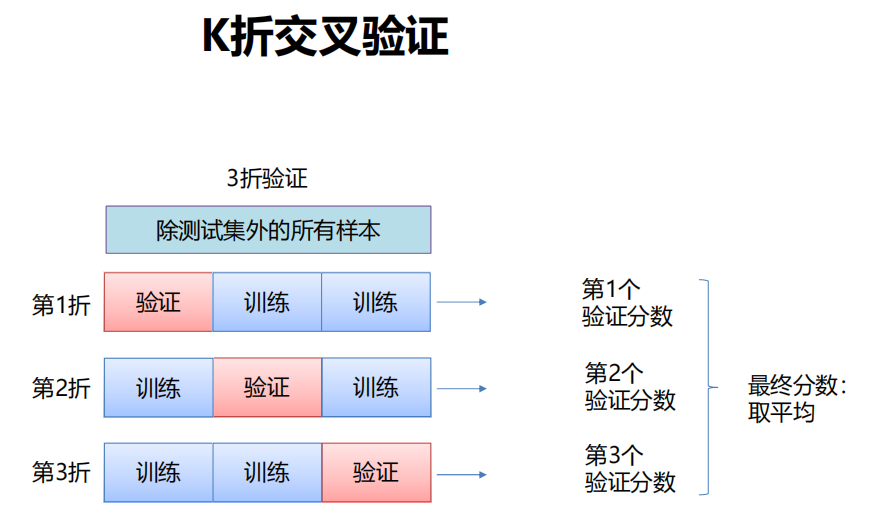 K折交叉验证
3折验证
除测试集外的所有样本
第1折
验证
训练
训练
第1个
验证分数
第2折
训练
验证
训练
第2个
验证分数
最终分数：
取平均
第3折
训练
训练
验证
第3个
验证分数